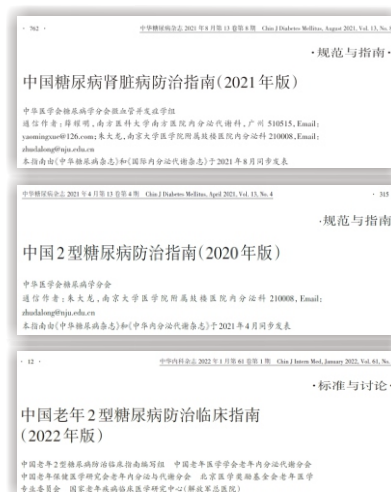 · 762 ·
中华糖尿病杂志 2021 年 8 月第 13 卷第 8 期 Chin J Diabetes Mellitus, August 2021, Vol. 13, No. 8
·规范与指南·
中国糖尿病肾脏病防治指南(2021 年版)
中华医学会糖尿病学分会微血管并发症学组
通信作者:薛耀明,南方医科大学南方医院内分泌代谢科,广州 510515,Email:
yaomingxue@126.com;朱大龙,南京大学医学院附属鼓楼医院内分泌科 210008,Email:
zhudalong@nju.edu.cn
本指南由《中华糖尿病杂志》和《国际内分泌代谢杂志》于2021年8月同步发表
中华糖尿病杂志 2021 年 4 月第 13 卷第 4 期 Chin J Diabetes Mellitus, April 2021, Vol. 13, No. 4
· 315
·规范与指南
中国2型糖尿病防治指南(2020年版)
中华医学会糖尿病学分会
通信作者:朱大龙,南京大学医学院附属鼓楼医院内分泌科 210008,Email:
zhudalong@nju.edu.cn
本指南由《中华糖尿病杂志》和《中华内分泌代谢杂志》于2021年4月同步发表
· 12 ·
中华内科杂志 2022 年 1 月第 61 卷第 1 期 Chin J Intern Med, January 2022, Vol. 61, No.
·标准与讨论·
中国老年2型糖尿病防治临床指南
(2022年版)
中国老年2型糖尿病防治临床指南编写组 中国老年医学学会老年内分泌代谢分会
中国老年保健医学研究会老年内分泌与代谢分会 北京医学奖励基金会老年医学
专业委员会 国家老年疾病临床医学研究中心(解放军总医院)